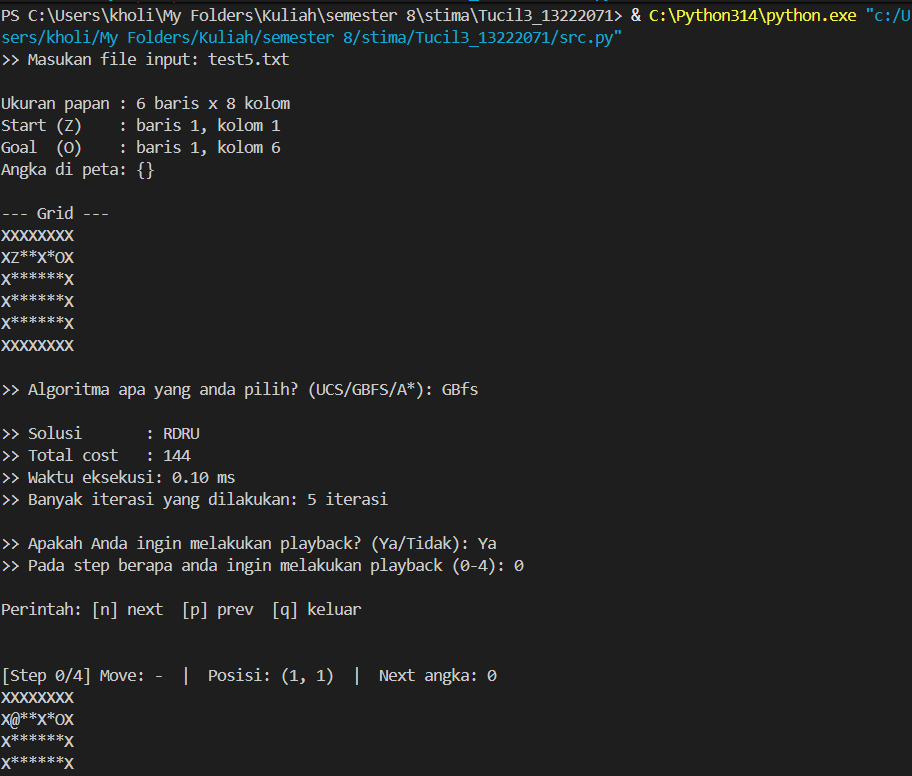 PS C:\Users\kholi\My Folders\Kuliah\semester 8\stima\Tucil3_13222071> & C:\Python314\python.exe "c:/U
sers/kholi/My Folders/Kuliah/semester 8/stima/Tucil3_13222071/src.py"
>> Masukan file input: test5.txt
Ukuran papan : 6 baris x 8 kolom
Start (Z)    : baris 1, kolom 1
Goal  (O)    : baris 1, kolom 6
Angka di peta: {}
--- Grid ---
XXXXXXXX
XZ**X*OX
X******X
X******X
X******X
XXXXXXXX
>> Algoritma apa yang anda pilih? (UCS/GBFS/A*): GBfs
>> Solusi       : RDRU
>> Total cost   : 144
>> Waktu eksekusi: 0.10 ms
>> Banyak iterasi yang dilakukan: 5 iterasi
>> Apakah Anda ingin melakukan playback? (Ya/Tidak): Ya
>> Pada step berapa anda ingin melakukan playback (0-4): 0
Perintah: [n] next  [p] prev  [q] keluar
[Step 0/4] Move: -  |  Posisi: (1, 1)  |  Next angka: 0
XXXXXXXX
X@**X*OX
X******X
X******X